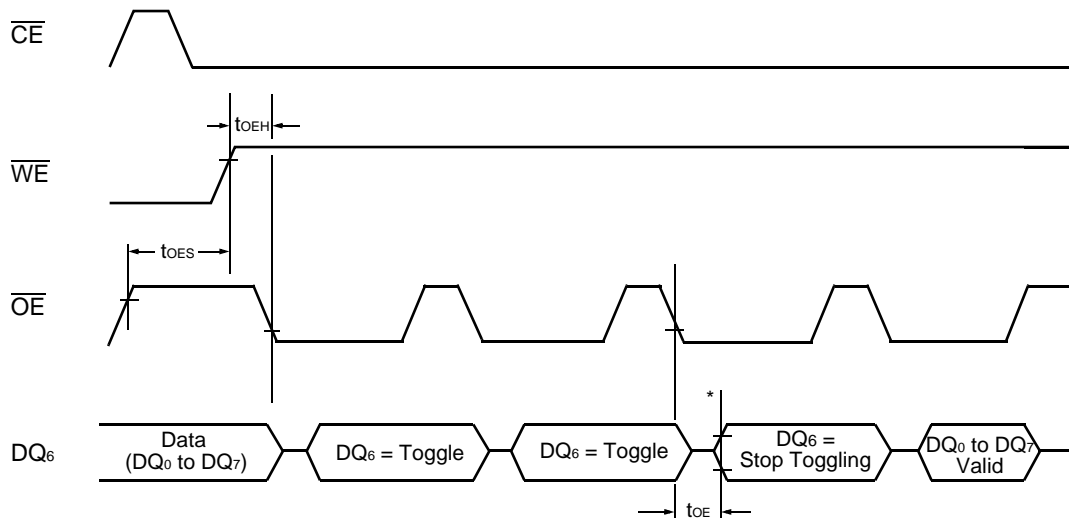 CE
tOEH
WE
tOES
OE
*
DQ6
Data
(DQ0 to DQ7)
DQ6 = Toggle
DQ6 = Toggle
DQ6 =
Stop Toggling
DQ0 to DQ7
Valid
tOE